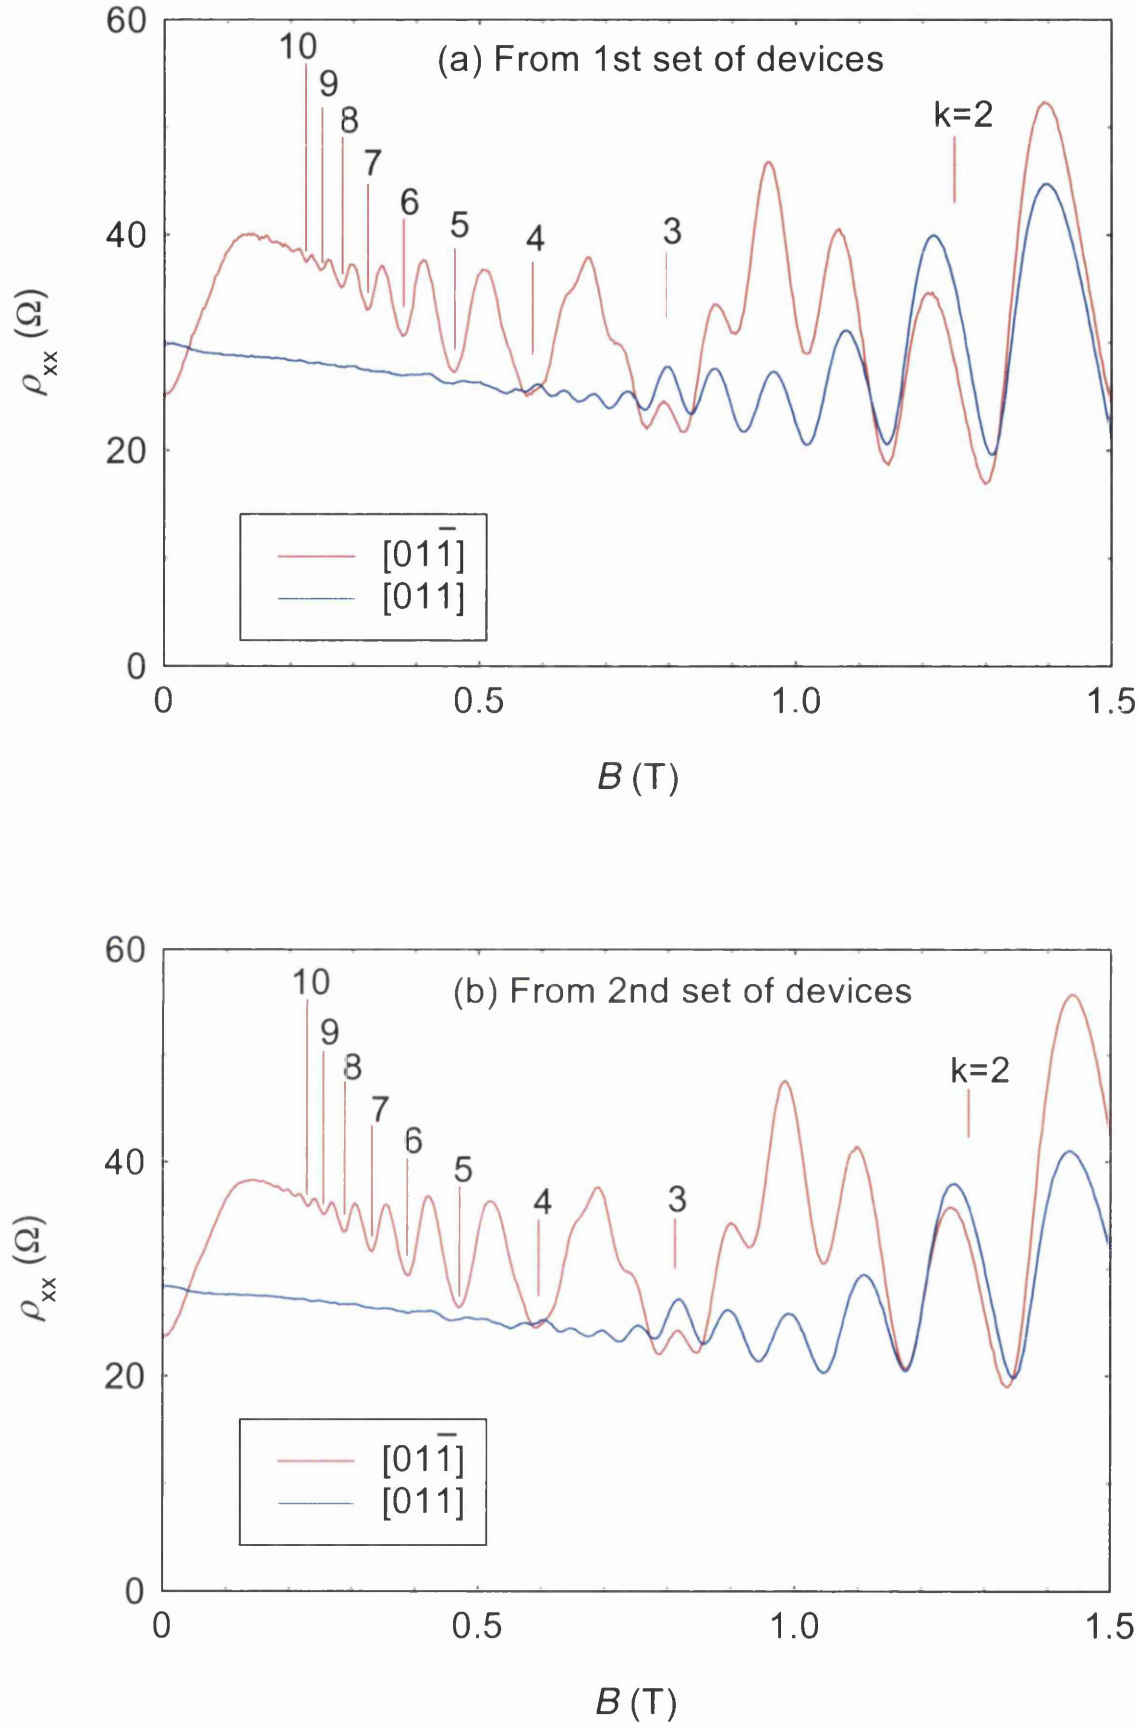 60
(a) From 1st set of devices
10
9
8
k=2
7
6
5
4
3
40
ρxx (Ω)
20
[011̅]
[011]
0
0 0.5 1.0 1.5
B (T)
60
(b) From 2nd set of devices
10
9
8
k=2
7
6
5
4
3
40
ρxx (Ω)
20
[011̅]
[011]
0
0 0.5 1.0 1.5
B (T)